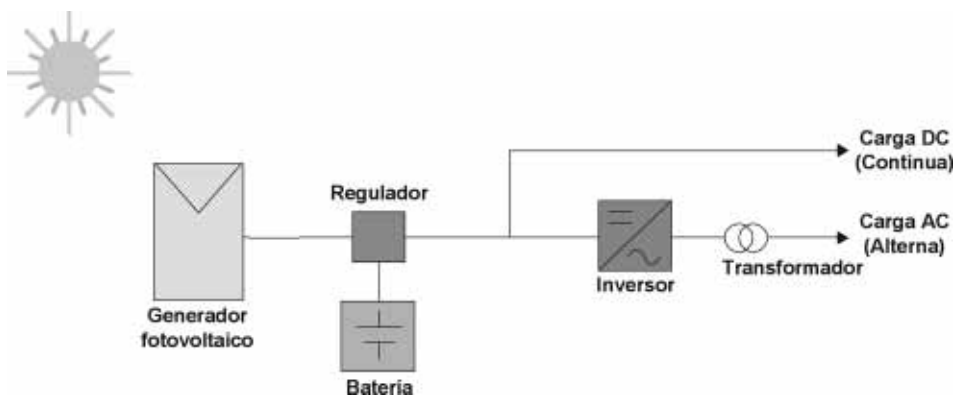 Carga DC
(Continua)
Regulador
Carga AC
(Alterna)
Transformador
Inversor
Generador
fotovoltaico
Bateria